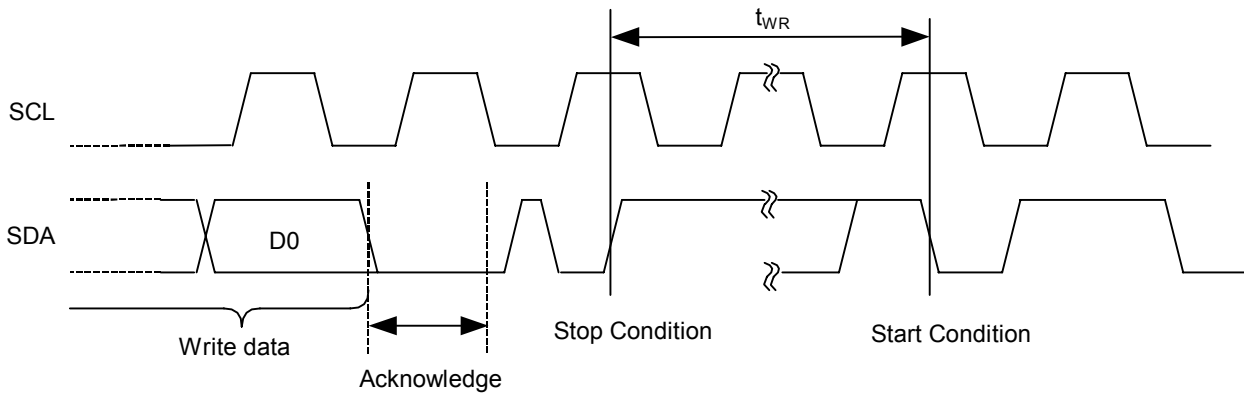 tWR
SCL
SDA
D0
Write data
Acknowledge
Stop Condition
Start Condition